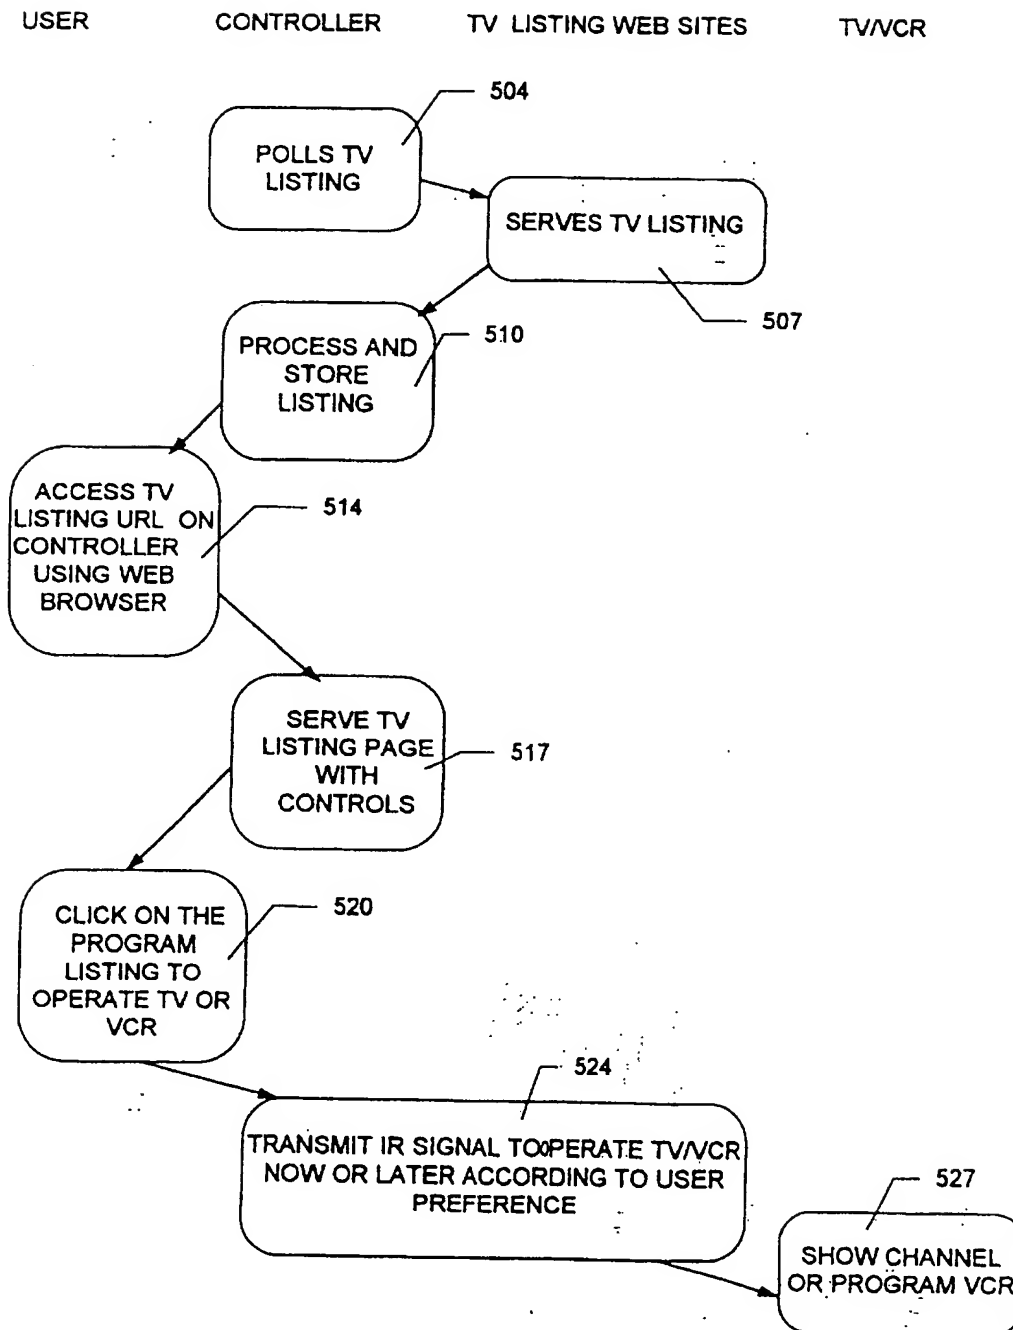 USER CONTROLLER TV LISTING WEB SITES TV/VCR
504
POLLS TV
LISTING
SERVES TV LISTING
507
510
PROCESS AND
STORE
LISTING
ACCESS TV
LISTING URL ON
CONTROLLER
USING WEB
BROWSER
514
SERVE TV
LISTING PAGE
WITH
CONTROLS
517
CLICK ON THE
PROGRAM
LISTING TO
OPERATE TV OR
VCR
520
524
TRANSMIT IR SIGNAL TO OPERATE TV/VCR
NOW OR LATER ACCORDING TO USER
PREFERENCE
527
SHOW CHANNEL
OR PROGRAM VCR